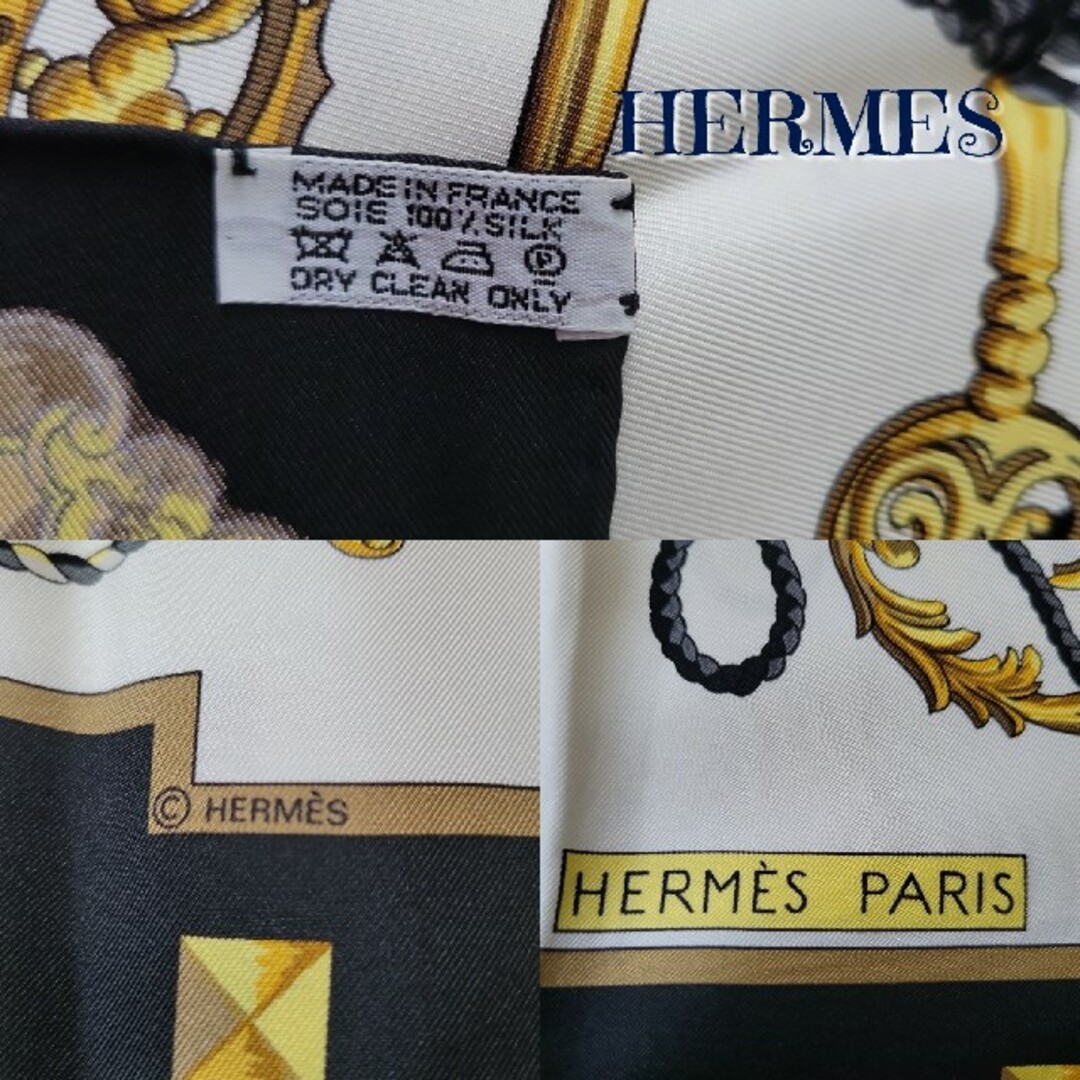 HERMES
MADE IN FRANCE
SOIE 100% SILK
P
DRY CLEAN ONLY
© HERMÈS
HERMÈS PARIS